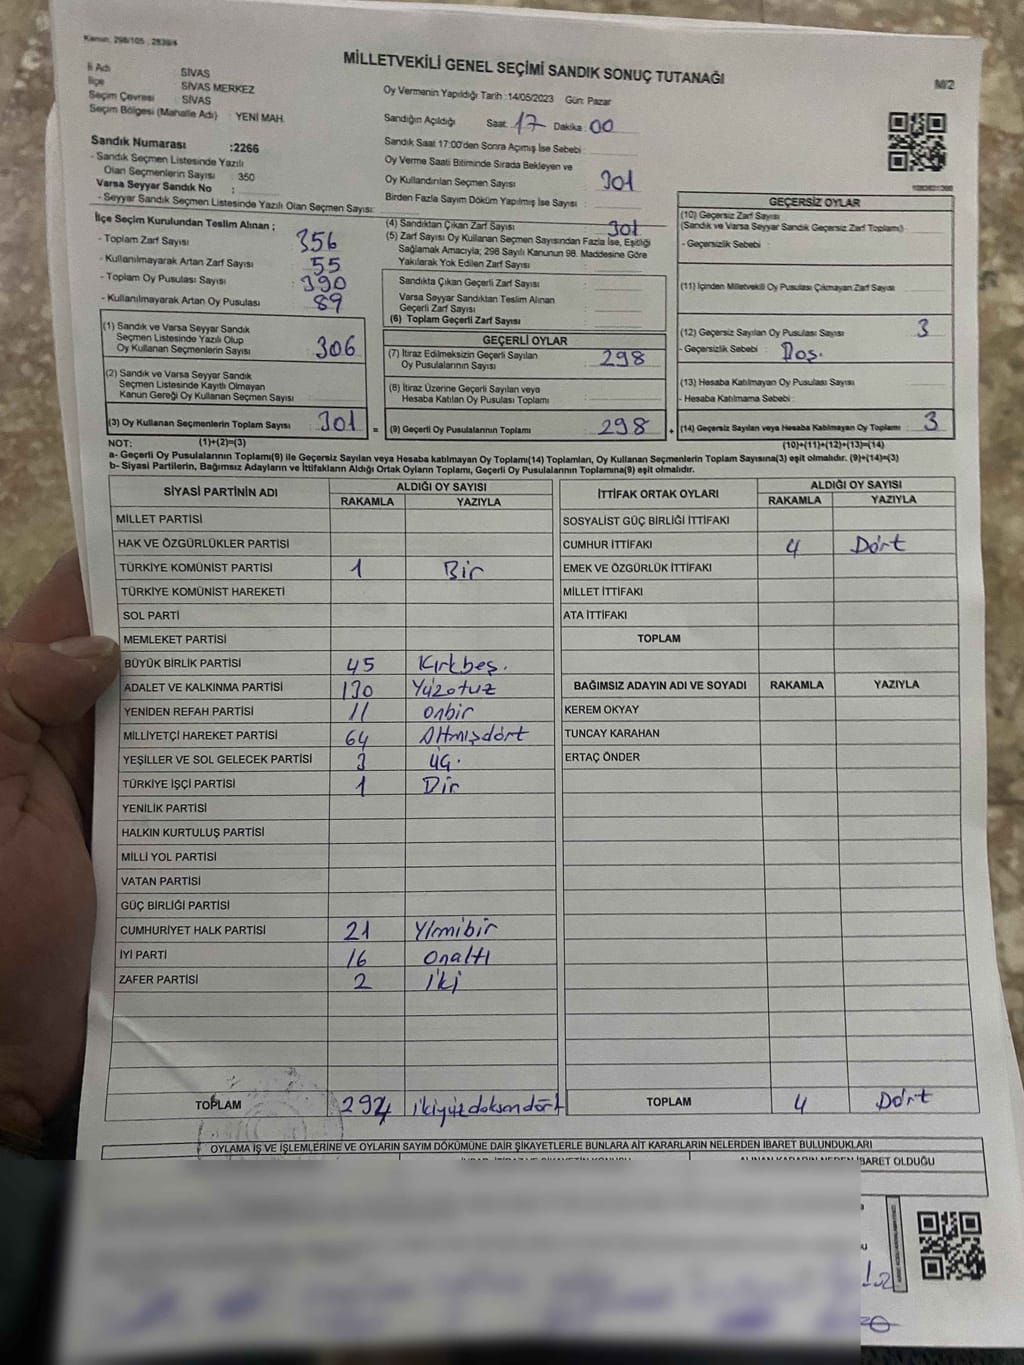 Kanun: 298/105 ; 2839/4
MİLLETVEKİLİ GENEL SEÇİMİ SANDIK SONUÇ TUTANAĞI
M/2
İl Adı : SİVAS
İlçe : SİVAS MERKEZ
Seçim Çevresi : SİVAS
Seçim Bölgesi (Mahalle Adı) : YENİ MAH.
Oy Vermenin Yapıldığı Tarih :14/05/2023 Gün: Pazar
Sandığın Açıldığı Saat: 17 Dakika: 00
Sandık Saat 17:00'den Sonra Açımış İse Sebebi :
Oy Verme Saati Bitiminde Sırada Bekleyen ve
Oy Kullandırılan Seçmen Sayısı 301
Birden Fazla Sayım Döküm Yapılmış İse Sayısı :
Sandık Numarası :2266
- Sandık Seçmen Listesinde Yazılı
Olan Seçmenlerin Sayısı : 350
Varsa Seyyar Sandık No :
- Seyyar Sandık Seçmen Listesinde Yazılı Olan Seçmen Sayısı:
İlçe Seçim Kurulundan Teslim Alınan ;
- Toplam Zarf Sayısı : 356
- Kullanılmayarak Artan Zarf Sayısı : 55
- Toplam Oy Pusulası Sayısı : 390
- Kullanılmayarak Artan Oy Pusulası : 89
(1) Sandık ve Varsa Seyyar Sandık
Seçmen Listesinde Yazılı Olup
Oy Kullanan Seçmenlerin Sayısı : 306
(2) Sandık ve Varsa Seyyar Sandık
Seçmen Listesinde Kayıtlı Olmayan
Kanun Gereği Oy Kullanan Seçmen Sayısı :
(3) Oy Kullanan Seçmenlerin Toplam Sayısı : 301 =
(4) Sandıktan Çıkan Zarf Sayısı : 301
(5) Zarf Sayısı Oy Kullanan Seçmen Sayısından Fazla İse, Eşitliği
Sağlamak Amacıyla; 298 Sayılı Kanunun 98. Maddesine Göre
Yakılarak Yok Edilen Zarf Sayısı :
Sandıkta Çıkan Geçerli Zarf Sayısı :
Varsa Seyyar Sandıktan Teslim Alınan
Geçerli Zarf Sayısı :
(6) Toplam Geçerli Zarf Sayısı :
GEÇERLİ OYLAR
(7) İtiraz Edilmeksizin Geçerli Sayılan
Oy Pusulalarının Sayısı : 298
(8) İtiraz Üzerine Geçerli Sayılan veya
Hesaba Katılan Oy Pusulası Toplamı :
(9) Geçerli Oy Pusulalarının Toplamı : 298 +
GEÇERSİZ OYLAR
(10) Geçersiz Zarf Sayısı
(Sandık ve Varsa Seyyar Sandık Geçersiz Zarf Toplamı) :
- Geçersizlik Sebebi :
(11) İçinden Milletvekili Oy Pusulası Çıkmayan Zarf Sayısı
(12) Geçersiz Sayılan Oy Pusulası Sayısı : 3
- Geçersizlik Sebebi : Doş.
(13) Hesaba Katılmayan Oy Pusulası Sayısı :
- Hesaba Katılmama Sebebi :
(14) Geçersiz Sayılan veya Hesaba Katılmayan Oy Toplamı : 3
NOT: (1)+(2)=(3)
(10)+(11)+(12)+(13)=(14)
a- Geçerli Oy Pusulalarının Toplamı(9) ile Geçersiz Sayılan veya Hesaba katılmayan Oy Toplamı(14) Toplamları, Oy Kullanan Seçmenlerin Toplam Sayısına(3) eşit olmalıdır. (9)+(14)=(3)
b- Siyasi Partilerin, Bağımsız Adayların ve İttifakların Aldığı Ortak Oyların Toplamı, Geçerli Oy Pusulalarının Toplamına(9) eşit olmalıdır.
SİYASİ PARTİNİN ADI
ALDIĞI OY SAYISI
RAKAMLA YAZIYLA
MİLLET PARTİSİ
HAK VE ÖZGÜRLÜKLER PARTİSİ
TÜRKİYE KOMÜNİST PARTİSİ 1 Bir
TÜRKİYE KOMÜNİST HAREKETİ
SOL PARTİ
MEMLEKET PARTİSİ
BÜYÜK BİRLİK PARTİSİ 45 Kırkbeş.
ADALET VE KALKINMA PARTİSİ 130 Yüzotuz
YENİDEN REFAH PARTİSİ 11 onbir
MİLLİYETÇİ HAREKET PARTİSİ 64 Altmışdört
YEŞİLLER VE SOL GELECEK PARTİSİ 3 üç.
TÜRKİYE İŞÇİ PARTİSİ 1 Bir
YENİLİK PARTİSİ
HALKIN KURTULUŞ PARTİSİ
MİLLİ YOL PARTİSİ
VATAN PARTİSİ
GÜÇ BİRLİĞİ PARTİSİ
CUMHURİYET HALK PARTİSİ 21 Yirmibir
İYİ PARTİ 16 onaltı
ZAFER PARTİSİ 2 İki
TOPLAM 294 ikiyüzdoksandört
İTTİFAK ORTAK OYLARI
ALDIĞI OY SAYISI
RAKAMLA YAZIYLA
SOSYALİST GÜÇ BİRLİĞİ İTTİFAKI
CUMHUR İTTİFAKI 4 Dört
EMEK VE ÖZGÜRLÜK İTTİFAKI
MİLLET İTTİFAKI
ATA İTTİFAKI
TOPLAM
BAĞIMSIZ ADAYIN ADI VE SOYADI RAKAMLA YAZIYLA
KEREM OKYAY
TUNCAY KARAHAN
ERTAÇ ÖNDER
TOPLAM 4 Dört
OYLAMA İŞ VE İŞLEMLERİNE VE OYLARIN SAYIM DÖKÜMÜNE DAİR ŞİKAYETLERLE BUNLARA AİT KARARLARIN NELERDEN İBARET BULUNDUKLARI
İBARET OLDUĞU